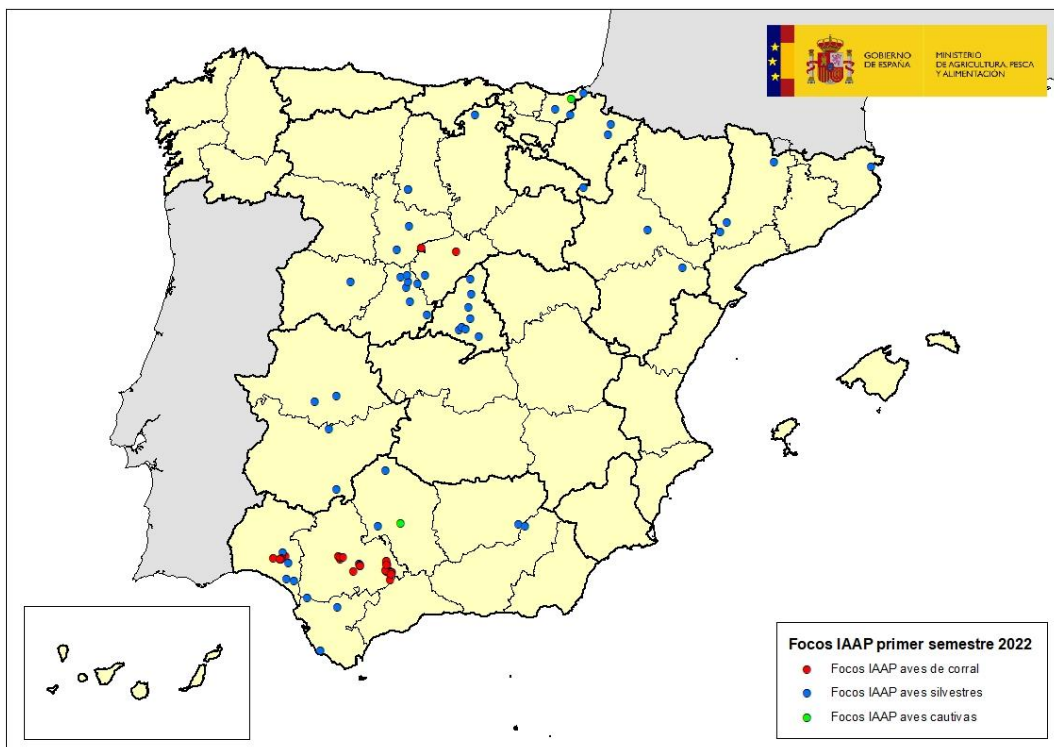 GOBIERNO
DE ESPAÑA
MINISTERIO
DE AGRICULTURA, PESCA
Y ALIMENTACIÓN
Focos IAAP primer semestre 2022
Focos IAAP aves de corral
Focos IAAP aves silvestres
Focos IAAP aves cautivas